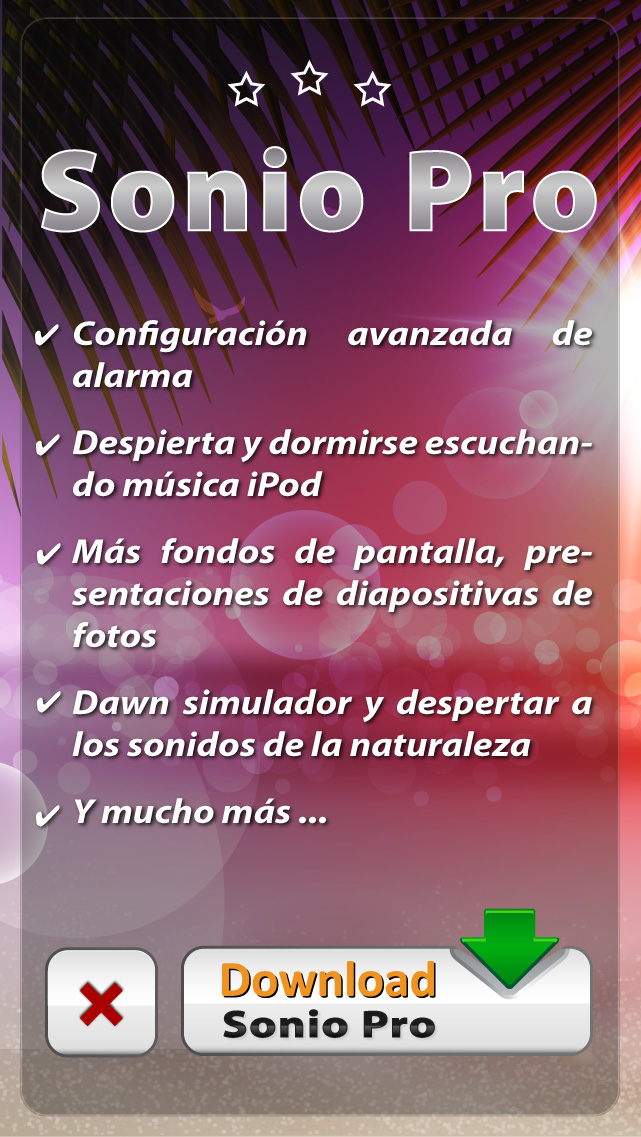 Sonio Pro
Configuración avanzada de
alarma
Despierta y dormirse escuchan-
do música iPod
Más fondos de pantalla, pre-
sentaciones de diapositivas de
fotos
Dawn simulador y despertar a
los sonidos de la naturaleza
Y mucho más ...
Download
Sonio Pro